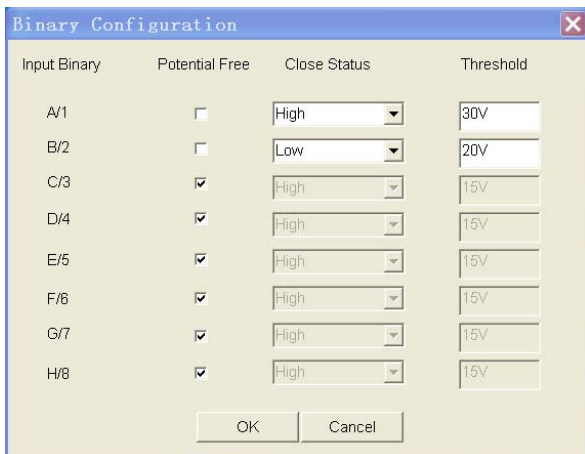 Binary Configuration
Input Binary Potential Free Close Status Threshold
A/1 High 30V
B/2 Low 20V
C/3 High 15V
D/4 High 15V
E/5 High 15V
F/6 High 15V
G/7 High 15V
H/8 High 15V
OK Cancel